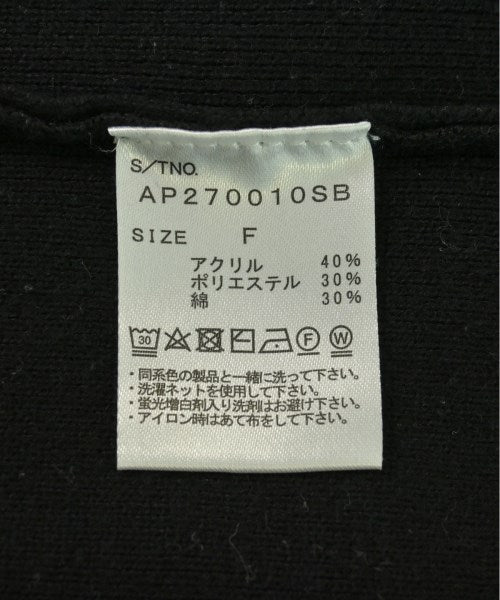 S/TNO.
AP270010SB
SIZE F
アクリル 40%
ポリエステル 30%
綿 30%
30 F W
・同系色の製品と一緒に洗って下さい。
・洗濯ネットを使用して下さい。
・蛍光増白剤入り洗剤はお避け下さい。
・アイロン時はあて布をして下さい。